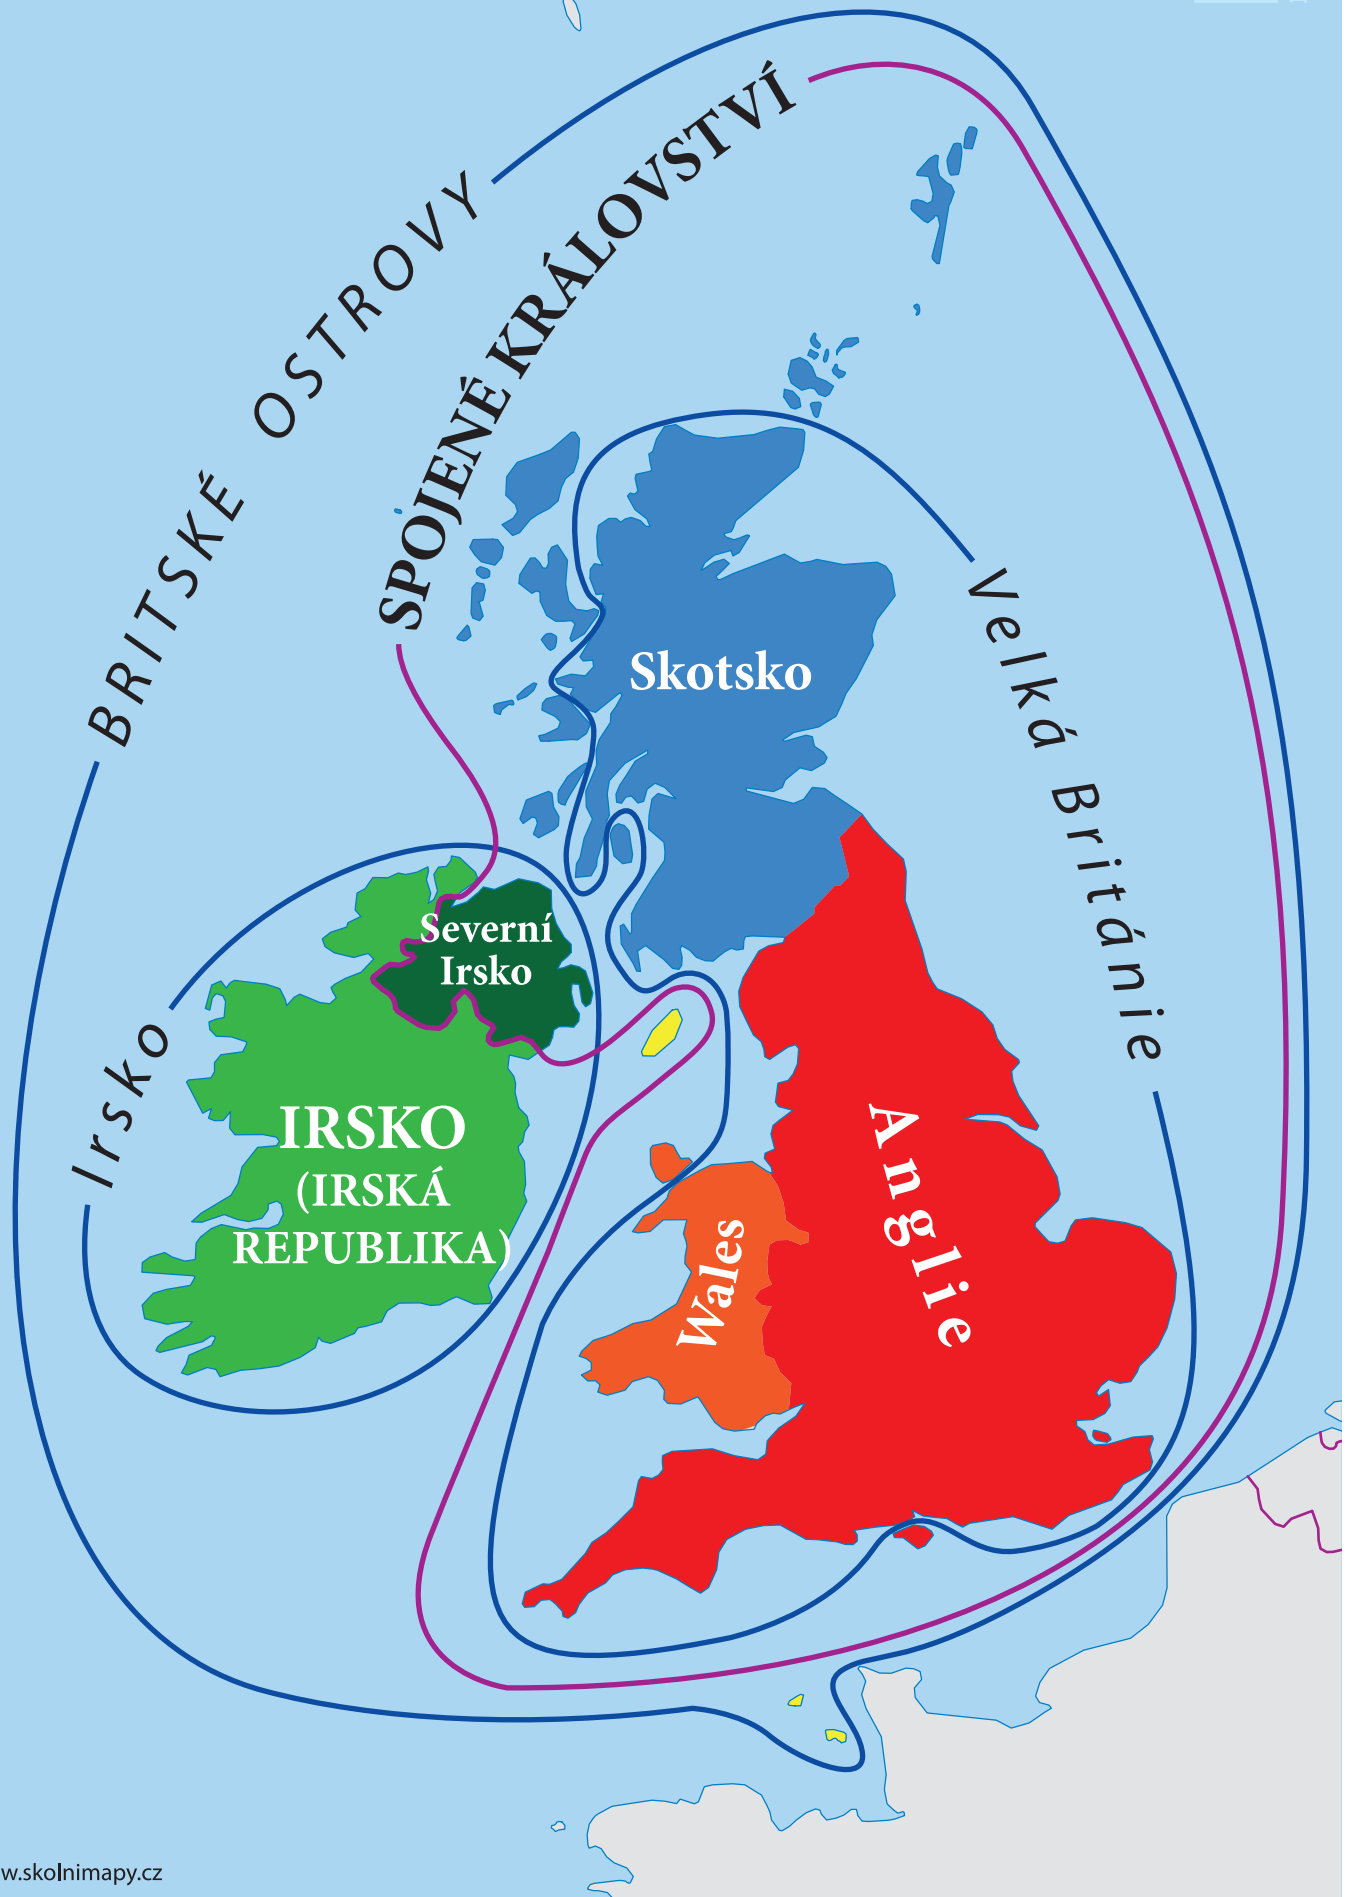 BRITSKÉ OSTROVY
SPOJENÉ KRÁLOVSTVÍ
Velká Británie
Skotsko
Severní
Irsko
Irsko
IRSKO
(IRSKÁ
REPUBLIKA)
Anglie
Wales
w.skolnimapy.cz